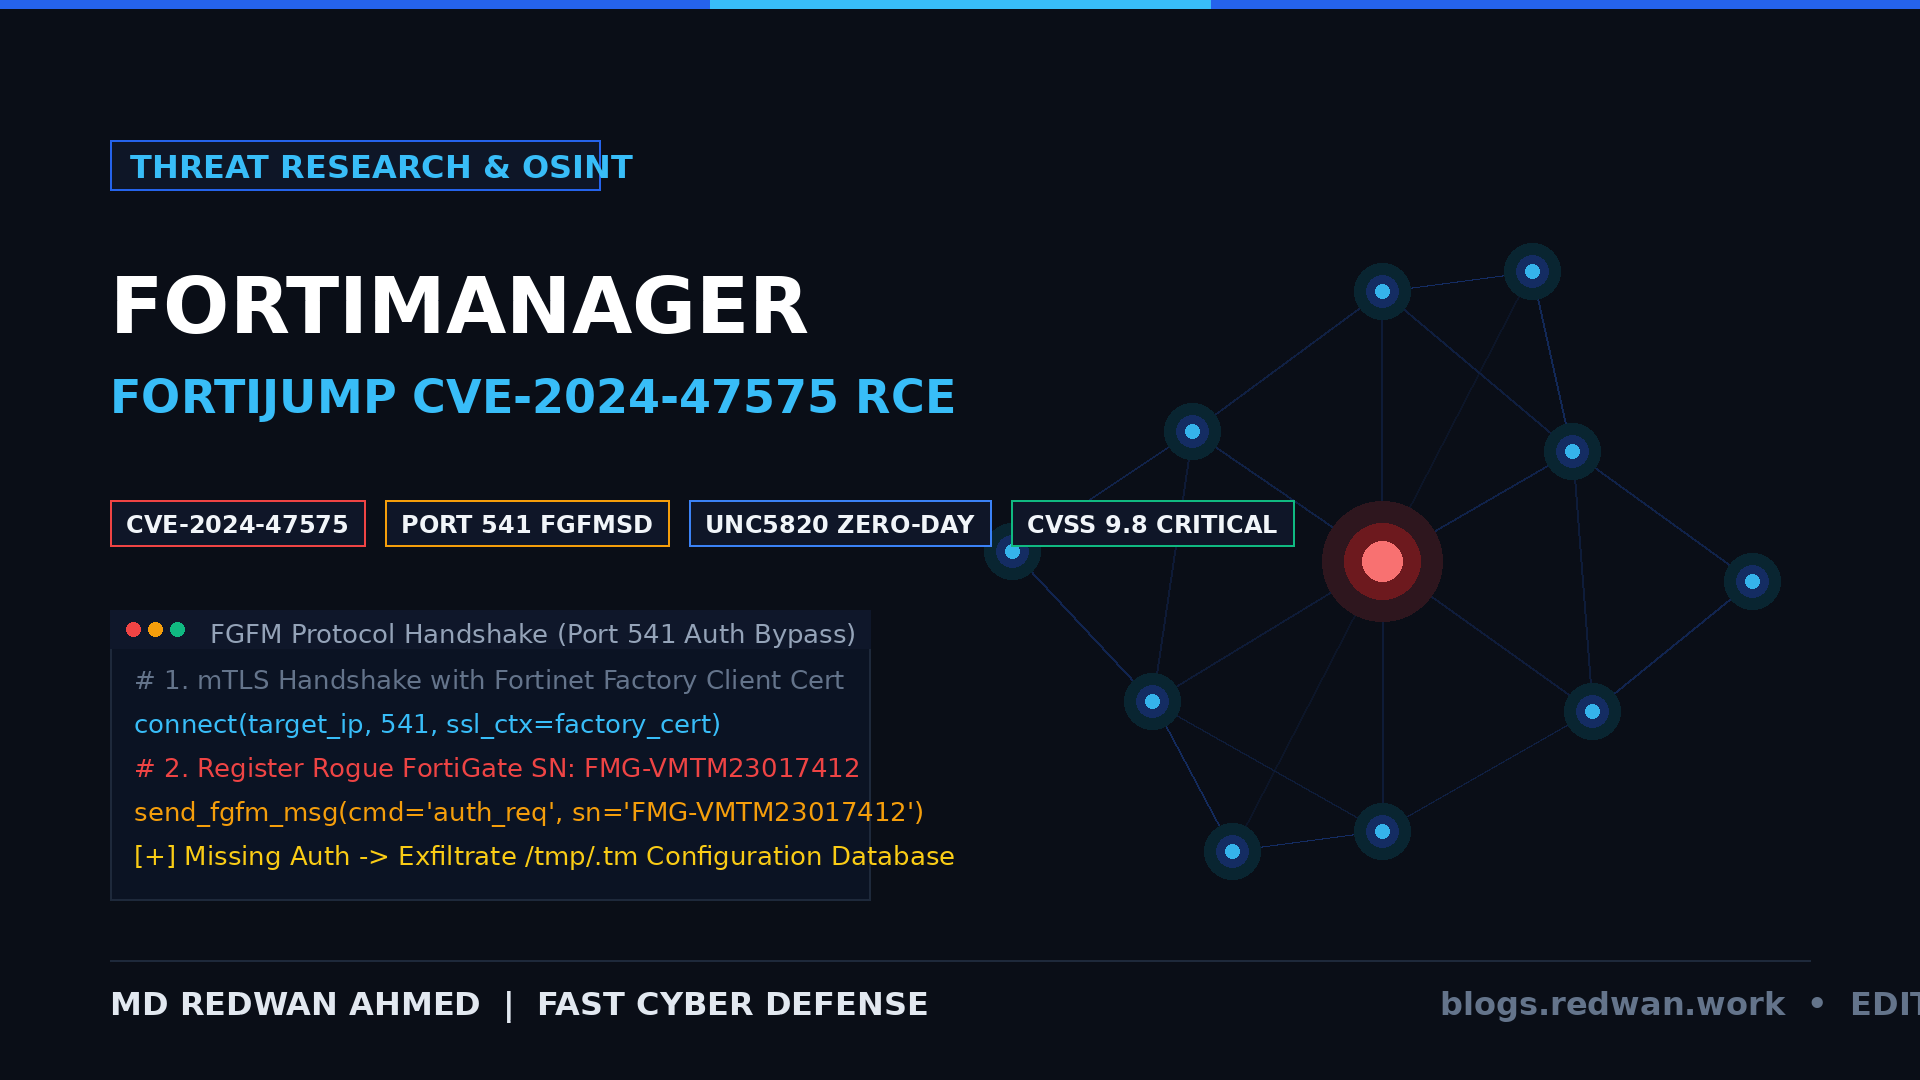 THREAT RESEARCH & OSINT
FORTIMANAGER
FORTIJUMP CVE-2024-47575 RCE
CVE-2024-47575
PORT 541 FGFMSD
UNC5820 ZERO-DAY
CVSS 9.8 CRITICAL
FGFM Protocol Handshake (Port 541 Auth Bypass)
# 1. mTLS Handshake with Fortinet Factory Client Cert
connect(target_ip, 541, ssl_ctx=factory_cert)
# 2. Register Rogue FortiGate SN: FMG-VMTM23017412
send_fgfm_msg(cmd='auth_req', sn='FMG-VMTM23017412')
[+] Missing Auth -> Exfiltrate /tmp/.tm Configuration Database
MD REDWAN AHMED | FAST CYBER DEFENSE
blogs.redwan.work •